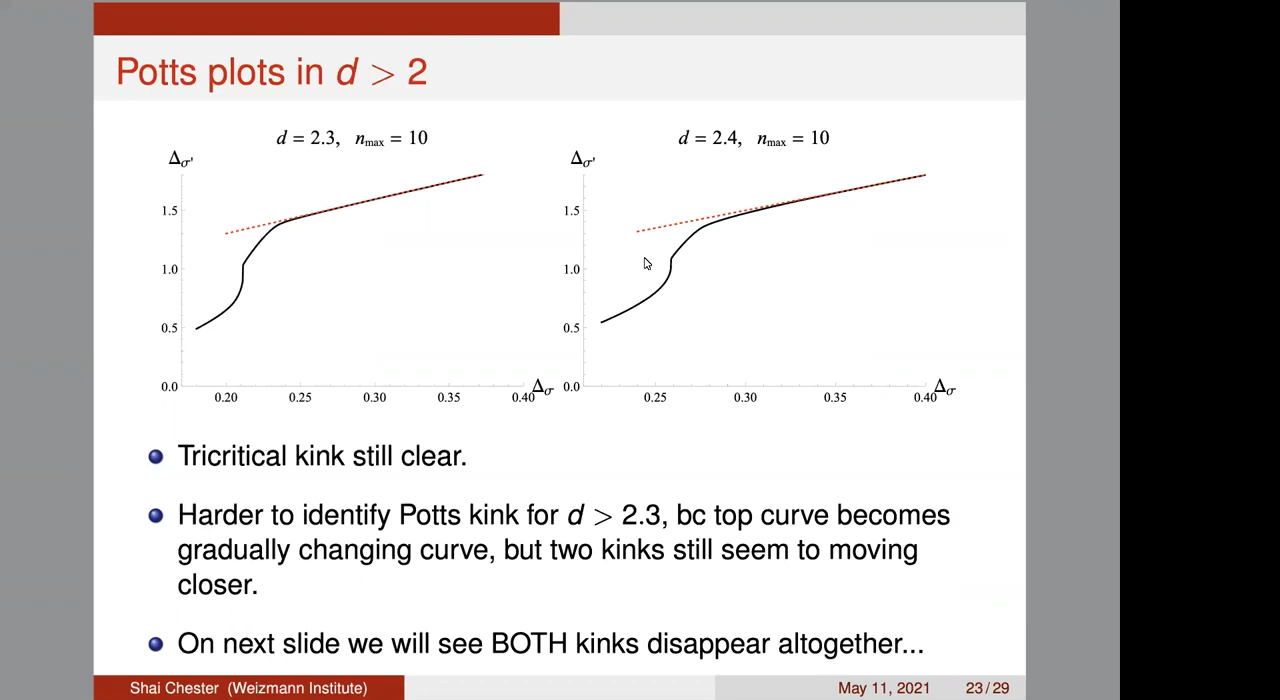 Potts plots in d > 2
d = 2.3, nmax = 10
d = 2.4, nmax = 10
Δσ'
Δσ'
1.5
1.0
0.5
0.0
0.20 0.25 0.30 0.35 0.40
Δσ
1.5
1.0
0.5
0.0
0.25 0.30 0.35 0.40
Δσ
Tricritical kink still clear.
Harder to identify Potts kink for d > 2.3, bc top curve becomes
gradually changing curve, but two kinks still seem to moving
closer.
On next slide we will see BOTH kinks disappear altogether...
Shai Chester (Weizmann Institute)
May 11, 2021
23 / 29